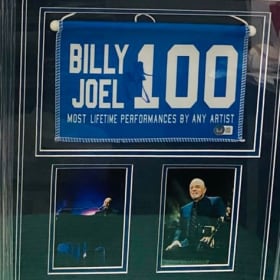 BILLY
JOEL 100
MOST LIFETIME PERFORMANCES BY ANY ARTIST